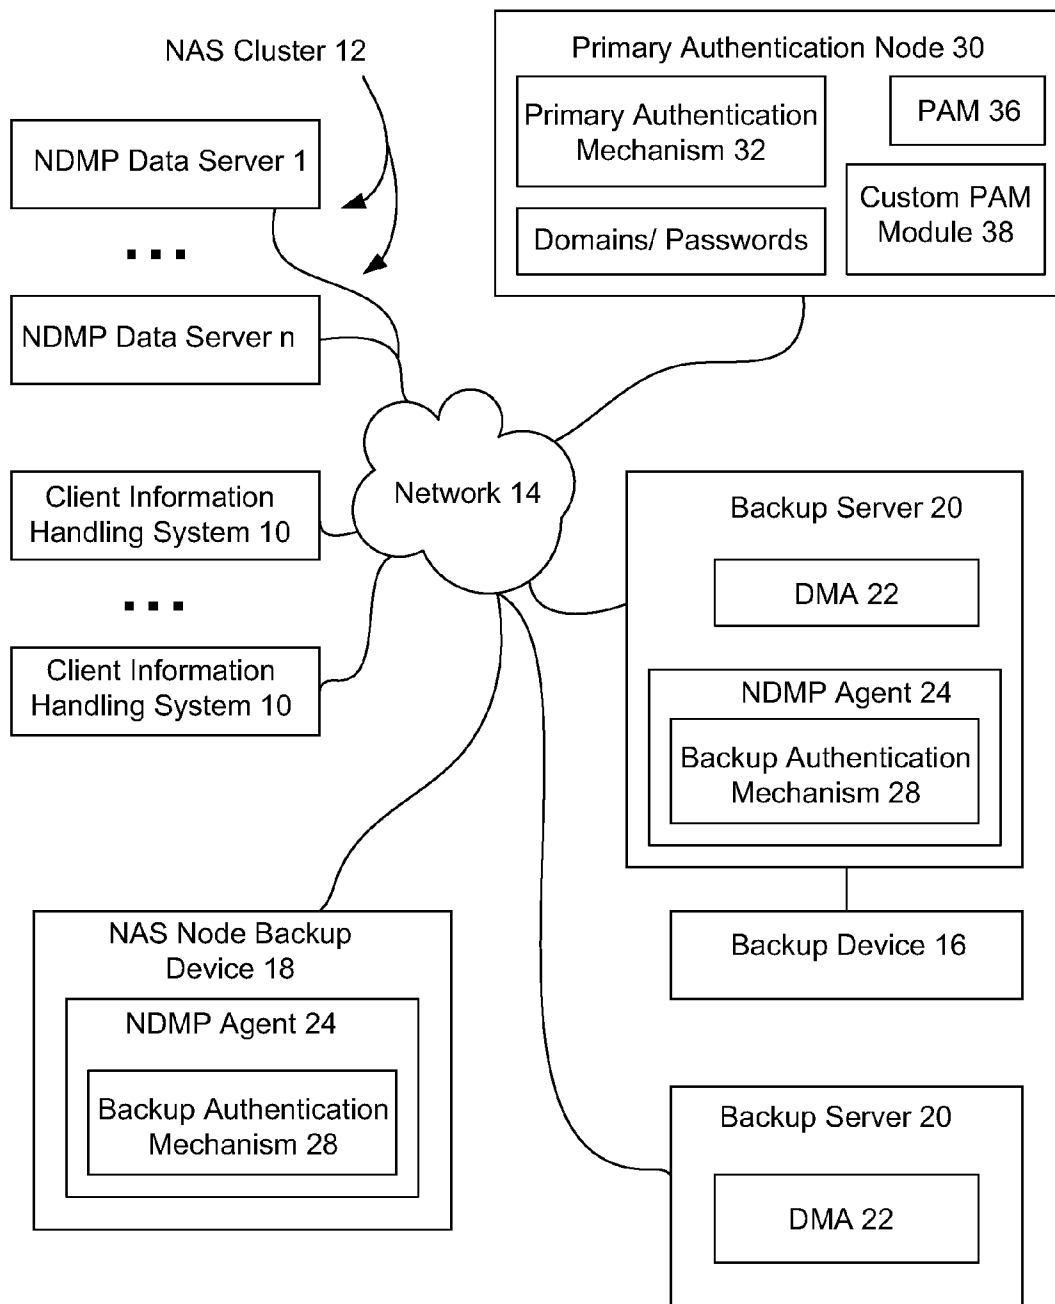 NAS Cluster 12
NDMP Data Server 1
NDMP Data Server n
Primary Authentication Node 30
Primary Authentication
Mechanism 32
PAM 36
Domains/ Passwords
Custom PAM
Module 38
Client Information
Handling System 10
Client Information
Handling System 10
Network 14
Backup Server 20
DMA 22
NDMP Agent 24
Backup Authentication
Mechanism 28
Backup Device 16
NAS Node Backup
Device 18
NDMP Agent 24
Backup Authentication
Mechanism 28
Backup Server 20
DMA 22